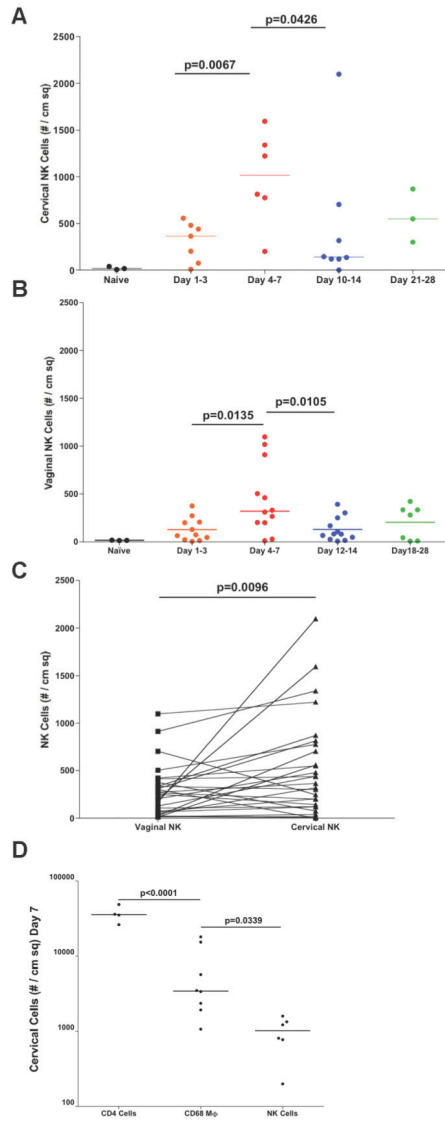 A
p=0.0426
p=0.0067
Cervical NK Cells (# / cm sq)
2500
2000
1500
1000
500
0
Naive Day 1-3 Day 4-7 Day 10-14 Day 21-28
B
Vaginal NK Cells (# / cm sq)
2500
2000
1500
1000
500
0
p=0.0135 p=0.0105
Naïve Day 1-3 Day 4-7 Day 12-14 Day18-28
C
NK Cells (# / cm sq)
2500
2000
1500
1000
500
0
p=0.0096
Vaginal NK Cervical NK
D
Cervical Cells (# / cm sq) Day 7
100000
10000
1000
100
p<0.0001
p=0.0339
CD4 Cells CD68 Mφ NK Cells